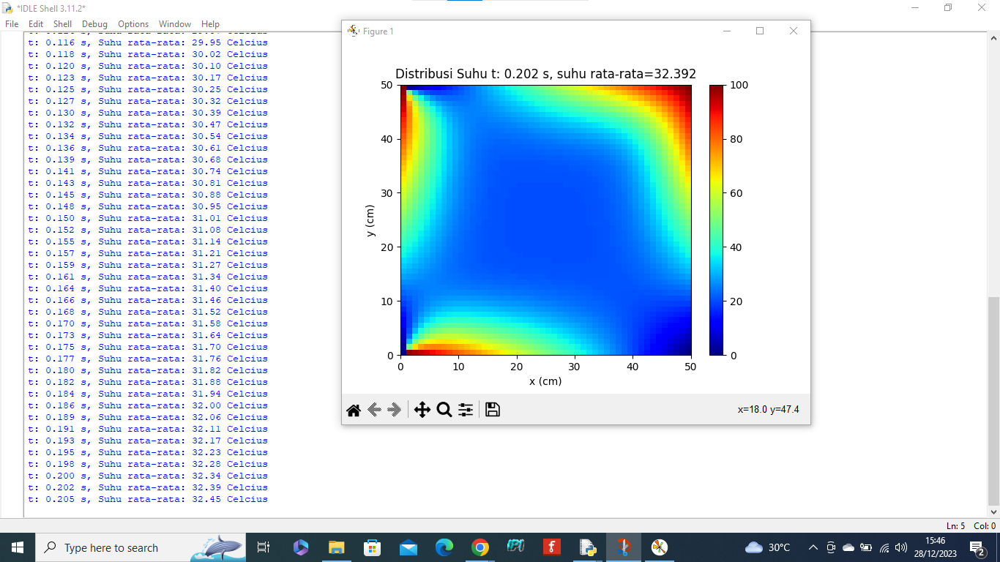 *IDLE Shell 3.11.2*
File Edit Shell Debug Options Window Help
t: 0.116 s, Suhu rata-rata: 29.95 Celcius
t: 0.118 s, Suhu rata-rata: 30.02 Celcius
t: 0.120 s, Suhu rata-rata: 30.10 Celcius
t: 0.123 s, Suhu rata-rata: 30.17 Celcius
t: 0.125 s, Suhu rata-rata: 30.25 Celcius
t: 0.127 s, Suhu rata-rata: 30.32 Celcius
t: 0.130 s, Suhu rata-rata: 30.39 Celcius
t: 0.132 s, Suhu rata-rata: 30.47 Celcius
t: 0.134 s, Suhu rata-rata: 30.54 Celcius
t: 0.136 s, Suhu rata-rata: 30.61 Celcius
t: 0.139 s, Suhu rata-rata: 30.68 Celcius
t: 0.141 s, Suhu rata-rata: 30.74 Celcius
t: 0.143 s, Suhu rata-rata: 30.81 Celcius
t: 0.145 s, Suhu rata-rata: 30.88 Celcius
t: 0.148 s, Suhu rata-rata: 30.95 Celcius
t: 0.150 s, Suhu rata-rata: 31.01 Celcius
t: 0.152 s, Suhu rata-rata: 31.08 Celcius
t: 0.155 s, Suhu rata-rata: 31.14 Celcius
t: 0.157 s, Suhu rata-rata: 31.21 Celcius
t: 0.159 s, Suhu rata-rata: 31.27 Celcius
t: 0.161 s, Suhu rata-rata: 31.34 Celcius
t: 0.164 s, Suhu rata-rata: 31.40 Celcius
t: 0.166 s, Suhu rata-rata: 31.46 Celcius
t: 0.168 s, Suhu rata-rata: 31.52 Celcius
t: 0.170 s, Suhu rata-rata: 31.58 Celcius
t: 0.173 s, Suhu rata-rata: 31.64 Celcius
t: 0.175 s, Suhu rata-rata: 31.70 Celcius
t: 0.177 s, Suhu rata-rata: 31.76 Celcius
t: 0.180 s, Suhu rata-rata: 31.82 Celcius
t: 0.182 s, Suhu rata-rata: 31.88 Celcius
t: 0.184 s, Suhu rata-rata: 31.94 Celcius
t: 0.186 s, Suhu rata-rata: 32.00 Celcius
t: 0.189 s, Suhu rata-rata: 32.06 Celcius
t: 0.191 s, Suhu rata-rata: 32.11 Celcius
t: 0.193 s, Suhu rata-rata: 32.17 Celcius
t: 0.195 s, Suhu rata-rata: 32.23 Celcius
t: 0.198 s, Suhu rata-rata: 32.28 Celcius
t: 0.200 s, Suhu rata-rata: 32.34 Celcius
t: 0.202 s, Suhu rata-rata: 32.39 Celcius
t: 0.205 s, Suhu rata-rata: 32.45 Celcius
Figure 1
Distribusi Suhu t: 0.202 s, suhu rata-rata=32.392
50
40
30
20
10
0
y (cm)
0 10 20 30 40 50
x (cm)
100
80
60
40
20
0
x=18.0 y=47.4
Ln: 5 Col: 0
Type here to search
30°C
15:46
28/12/2023
2